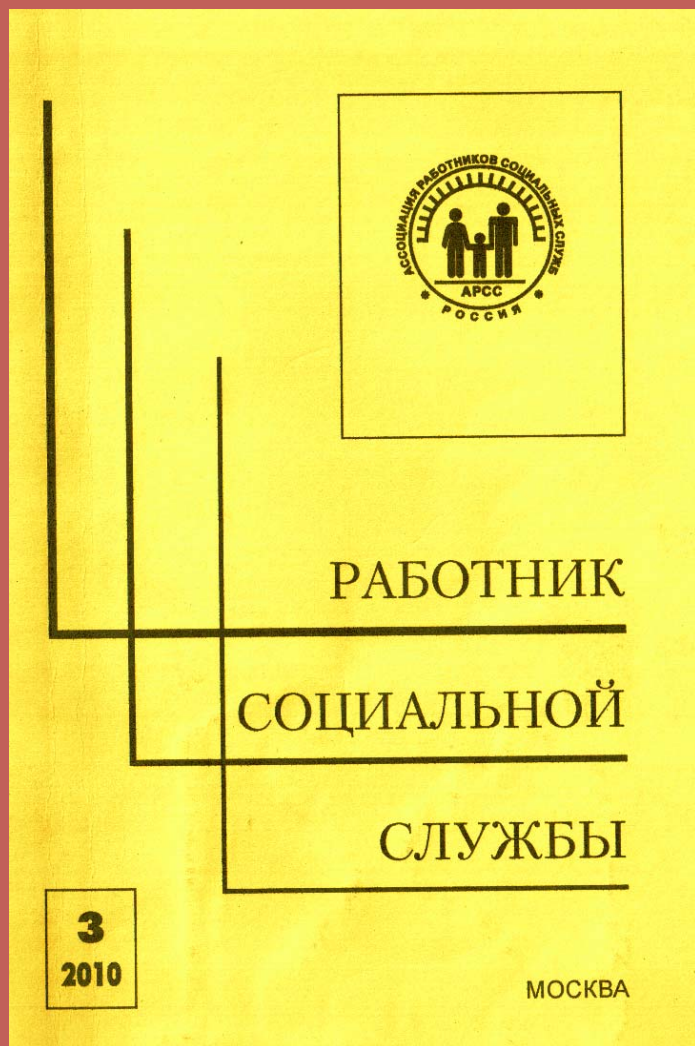 АССОЦИАЦИЯ РАБОТНИКОВ СОЦИАЛЬНЫХ СЛУЖБ
АРСС
* РОССИЯ *
РАБОТНИК
СОЦИАЛЬНОЙ
СЛУЖБЫ
3
2010
МОСКВА